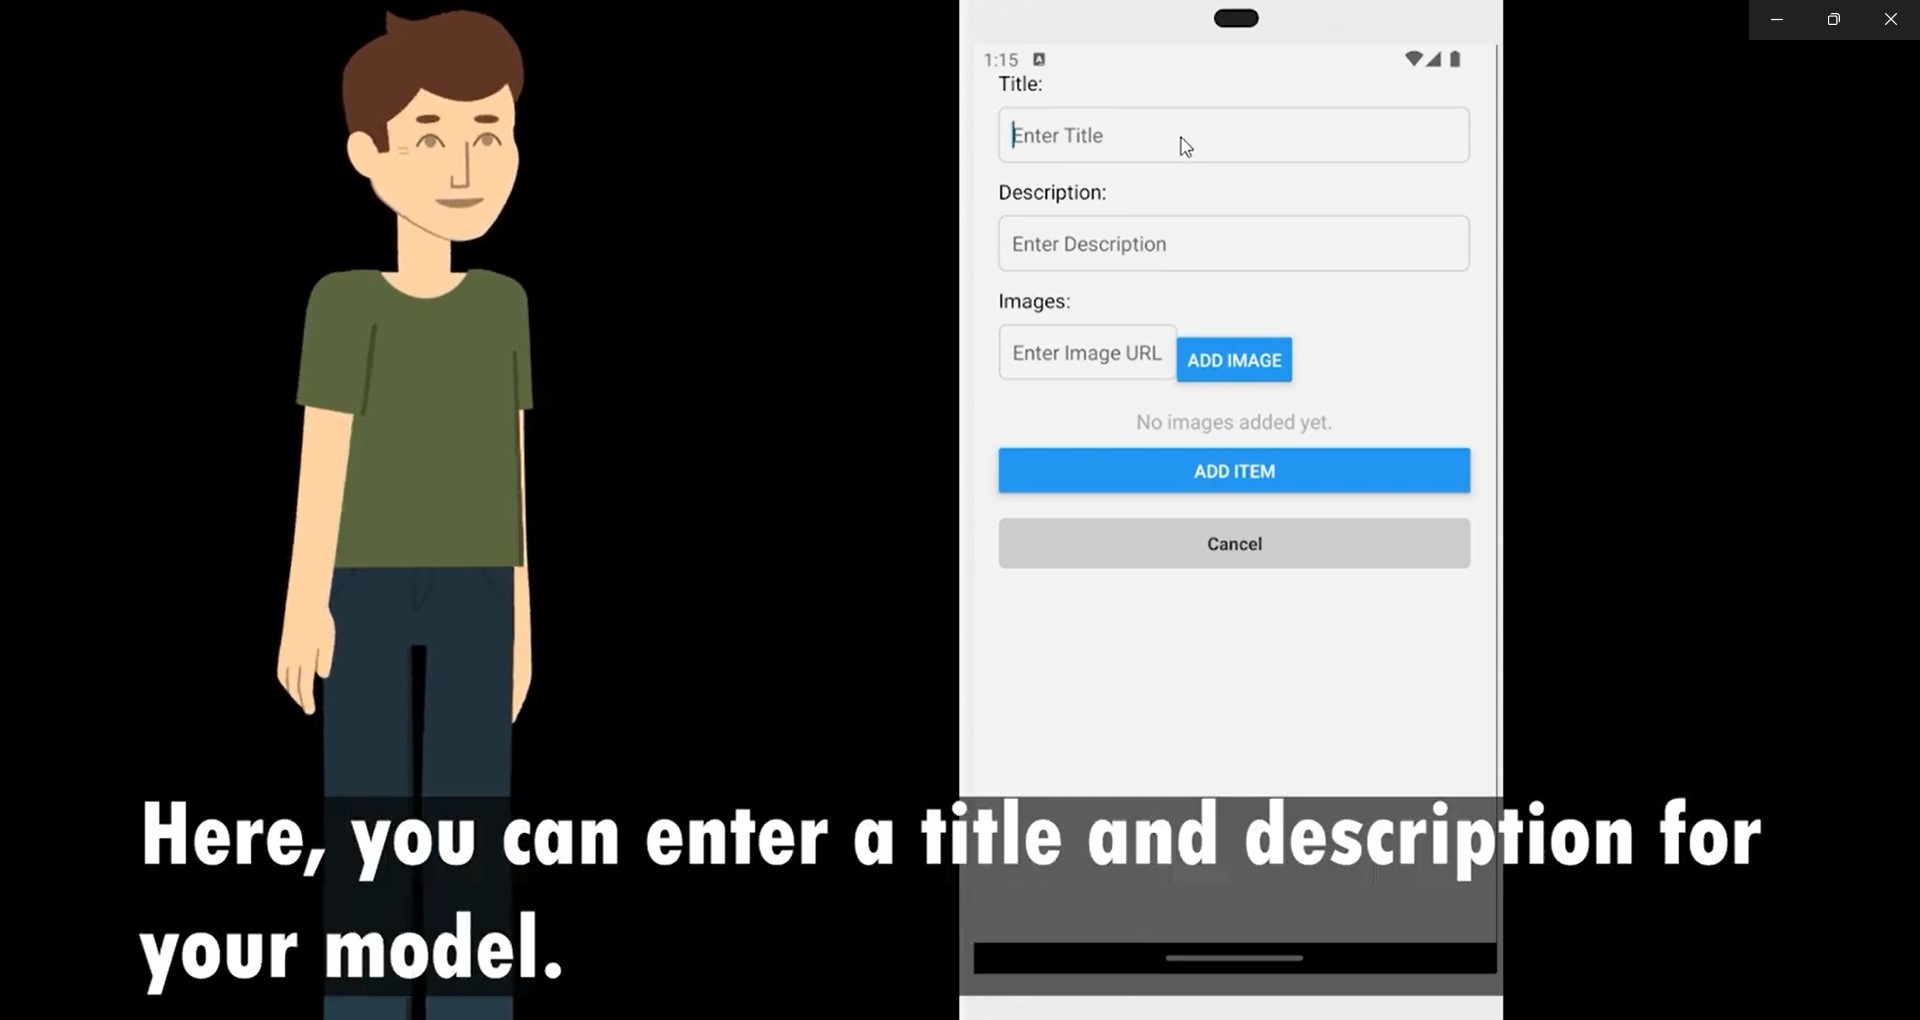 1:15
Title:
Enter Title
Description:
Enter Description
Images:
Enter Image URL
ADD IMAGE
No images added yet.
ADD ITEM
Cancel
Here, you can enter a title and description for
your model.